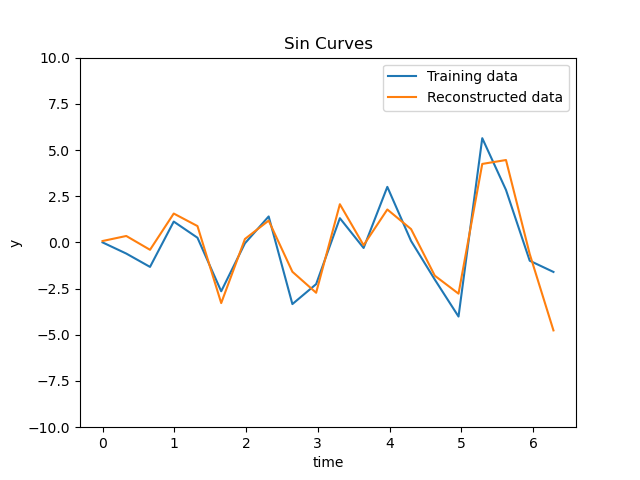 Sin Curves
Training data
Reconstructed data
10.0
7.5
5.0
2.5
0.0
−2.5
−5.0
−7.5
−10.0
y
0 1 2 3 4 5 6
time